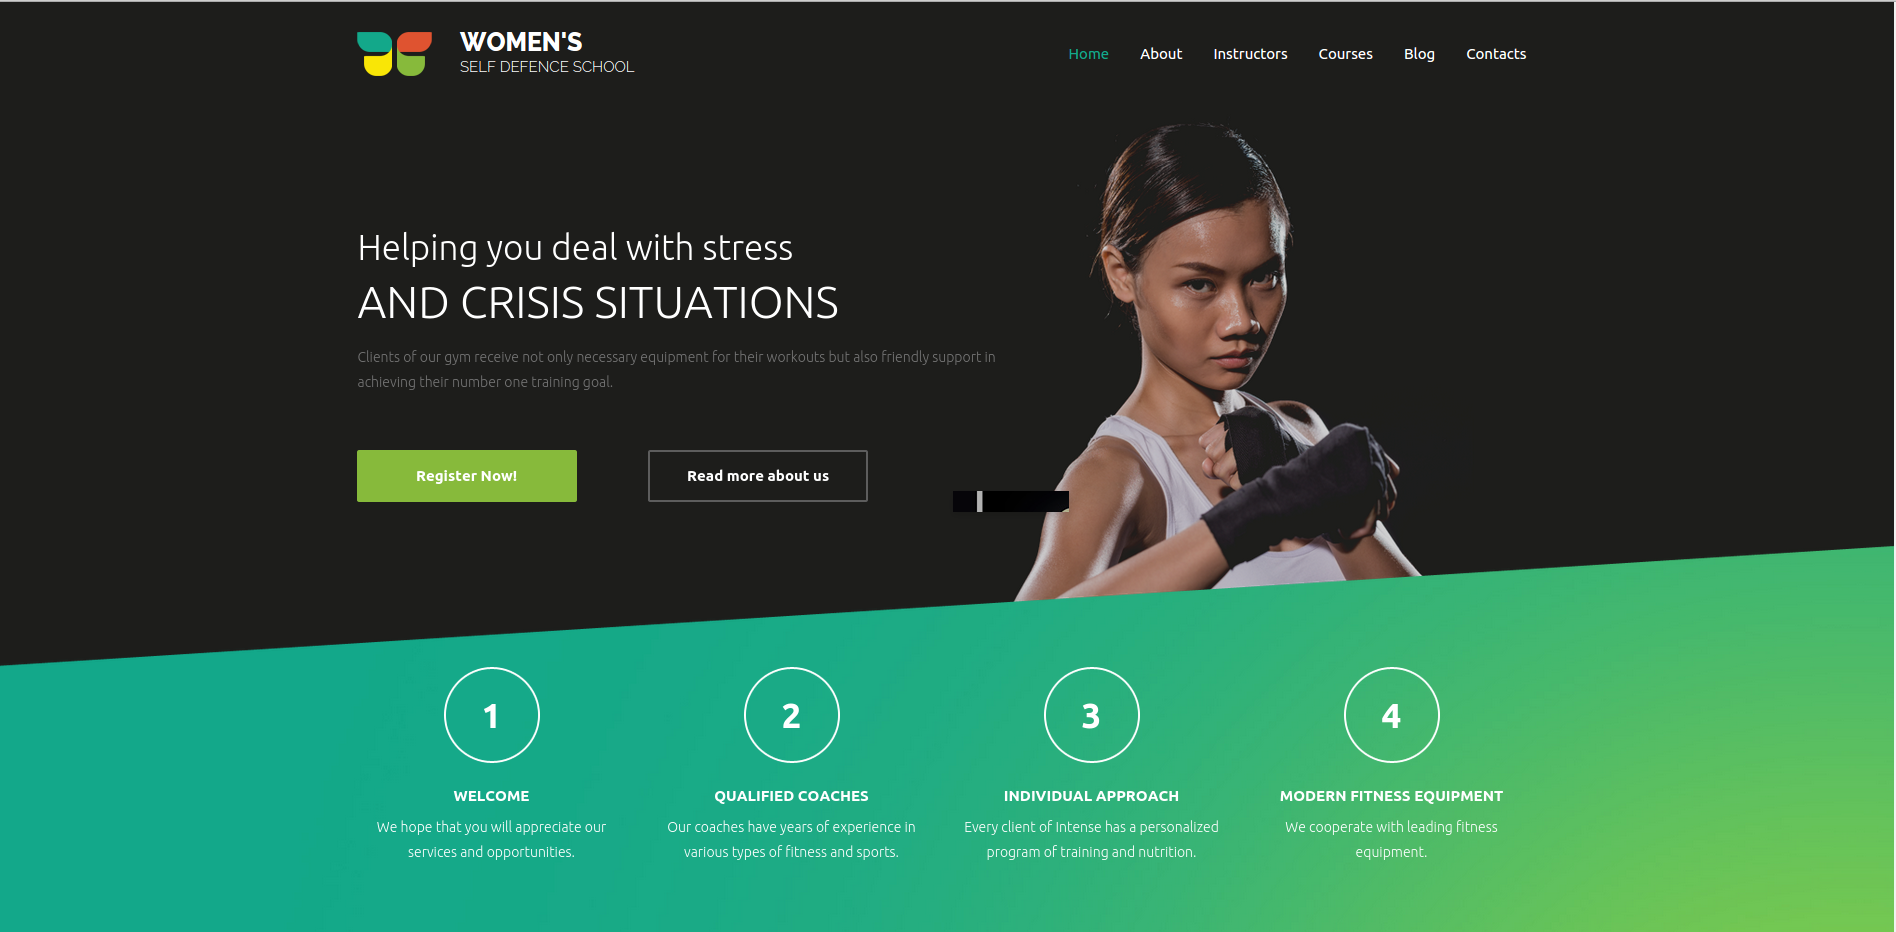 WOMEN'S
SELF DEFENCE SCHOOL
Home About Instructors Courses Blog Contacts
Helping you deal with stress
AND CRISIS SITUATIONS
Clients of our gym receive not only necessary equipment for their workouts but also friendly support in
achieving their number one training goal.
Register Now!
Read more about us
1
WELCOME
We hope that you will appreciate our
services and opportunities.
2
QUALIFIED COACHES
Our coaches have years of experience in
various types of fitness and sports.
3
INDIVIDUAL APPROACH
Every client of Intense has a personalized
program of training and nutrition.
4
MODERN FITNESS EQUIPMENT
We cooperate with leading fitness
equipment.